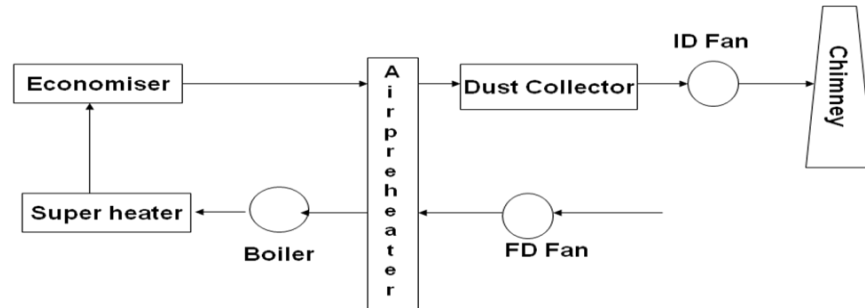 ID Fan
Economiser
Airpreheater
Dust Collector
Chimney
Super heater
Boiler
FD Fan